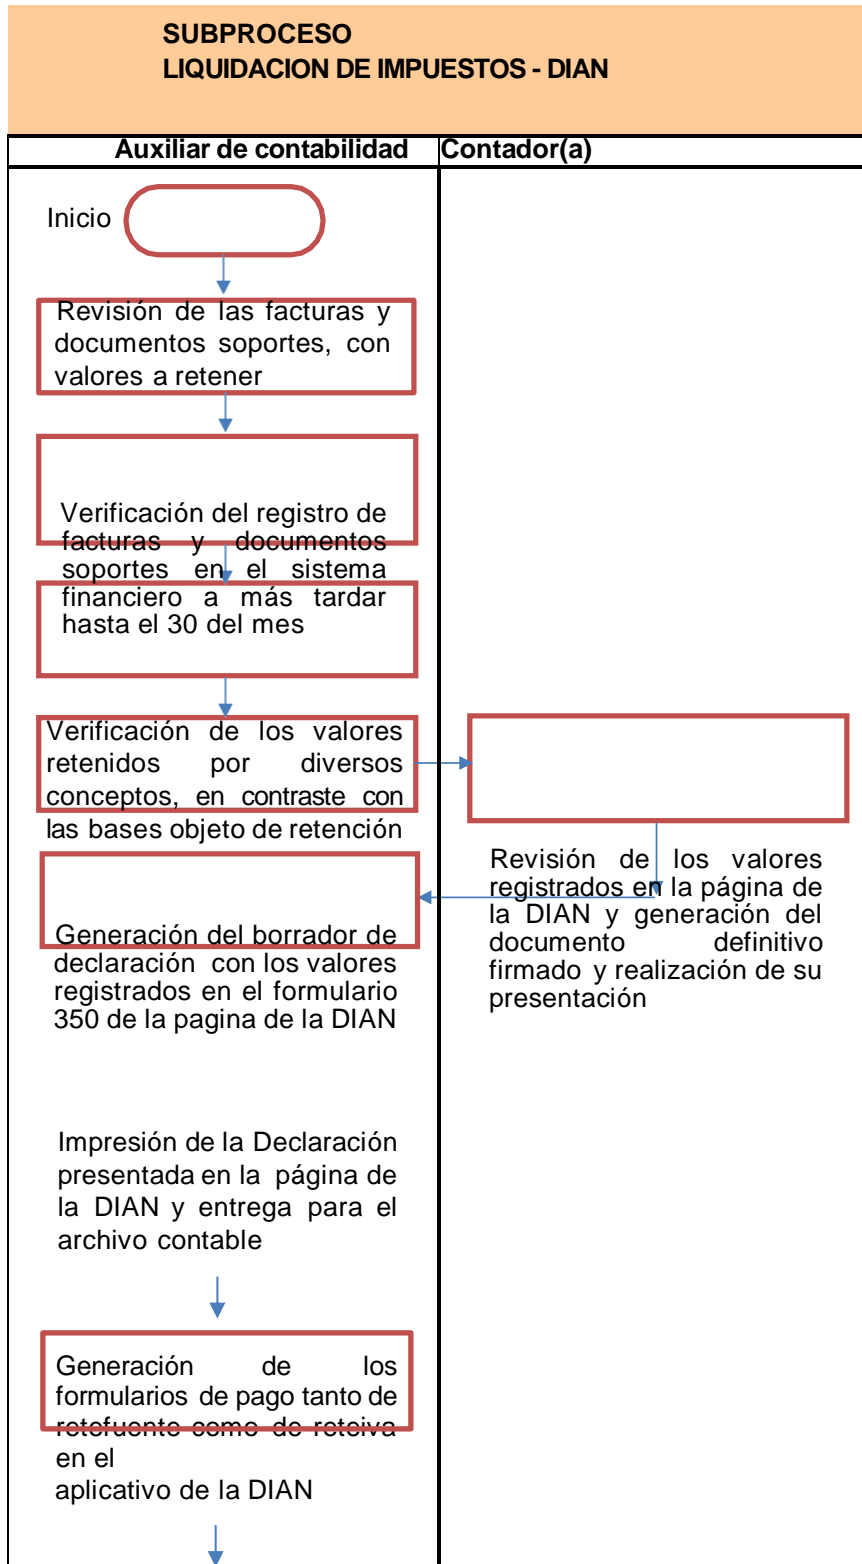 SUBPROCESO
LIQUIDACION DE IMPUESTOS - DIAN
Auxiliar de contabilidad
Contador(a)
Inicio
Revisión de las facturas y
documentos soportes, con
valores a retener
Verificación del registro de
facturas y documentos
soportes en el sistema
financiero a más tardar
hasta el 30 del mes
Verificación de los valores
retenidos por diversos
conceptos, en contraste con
las bases objeto de retención
Revisión de los valores
registrados en la página de
la DIAN y generación del
documento definitivo
firmado y realización de su
presentación
Generación del borrador de
declaración con los valores
registrados en el formulario
350 de la pagina de la DIAN
Impresión de la Declaración
presentada en la página de
la DIAN y entrega para el
archivo contable
Generación de los
formularios de pago tanto de
retefuente como de reteiva
en el
aplicativo de la DIAN